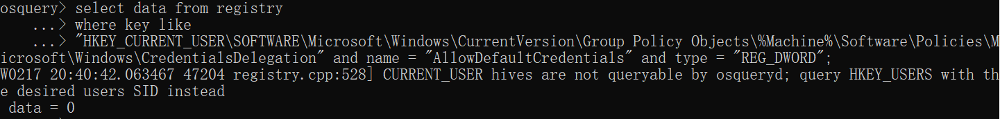 osquery> select data from registry
    ...> where key like
    ...> "HKEY_CURRENT_USER\SOFTWARE\Microsoft\Windows\CurrentVersion\Group Policy Objects\%Machine%\Software\Policies\M
icrosoft\Windows\CredentialsDelegation" and name = "AllowDefaultCredentials" and type = "REG_DWORD";
W0217 20:40:42.063467 47204 registry.cpp:528] CURRENT_USER hives are not queryable by osqueryd; query HKEY_USERS with th
e desired users SID instead
 data = 0